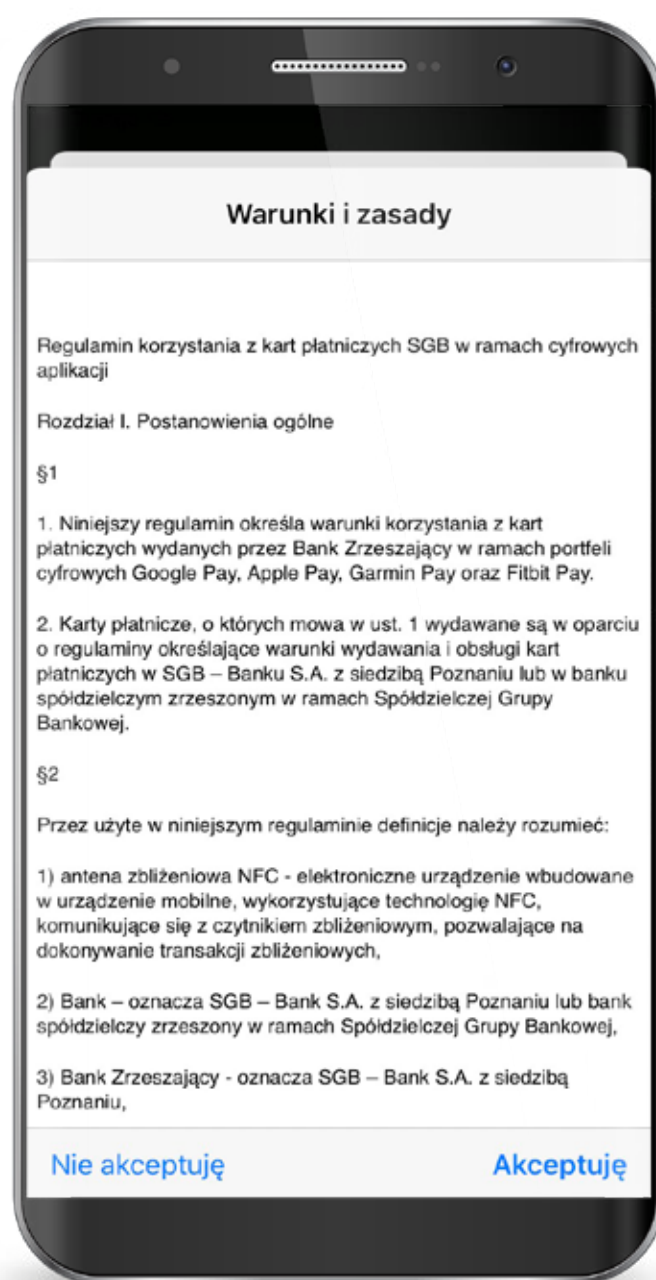 Warunki i zasady
Regulamin korzystania z kart płatniczych SGB w ramach cyfrowych
aplikacji
Rozdział I. Postanowienia ogólne
§1
1. Niniejszy regulamin określa warunki korzystania z kart
płatniczych wydanych przez Bank Zrzeszający w ramach portfeli
cyfrowych Google Pay, Apple Pay, Garmin Pay oraz Fitbit Pay.
2. Karty płatnicze, o których mowa w ust. 1 wydawane są w oparciu
o regulaminy określające warunki wydawania i obsługi kart
płatniczych w SGB – Banku S.A. z siedzibą Poznaniu lub w banku
spółdzielczym zrzeszonym w ramach Spółdzielczej Grupy
Bankowej.
§2
Przez użyte w niniejszym regulaminie definicje należy rozumieć:
1) antena zbliżeniowa NFC - elektroniczne urządzenie wbudowane
w urządzenie mobilne, wykorzystujące technologię NFC,
komunikujące się z czytnikiem zbliżeniowym, pozwalające na
dokonywanie transakcji zbliżeniowych,
2) Bank – oznacza SGB – Bank S.A. z siedzibą Poznaniu lub bank
spółdzielczy zrzeszony w ramach Spółdzielczej Grupy Bankowej,
3) Bank Zrzeszający - oznacza SGB – Bank S.A. z siedzibą
Poznaniu,
Nie akceptuję Akceptuję